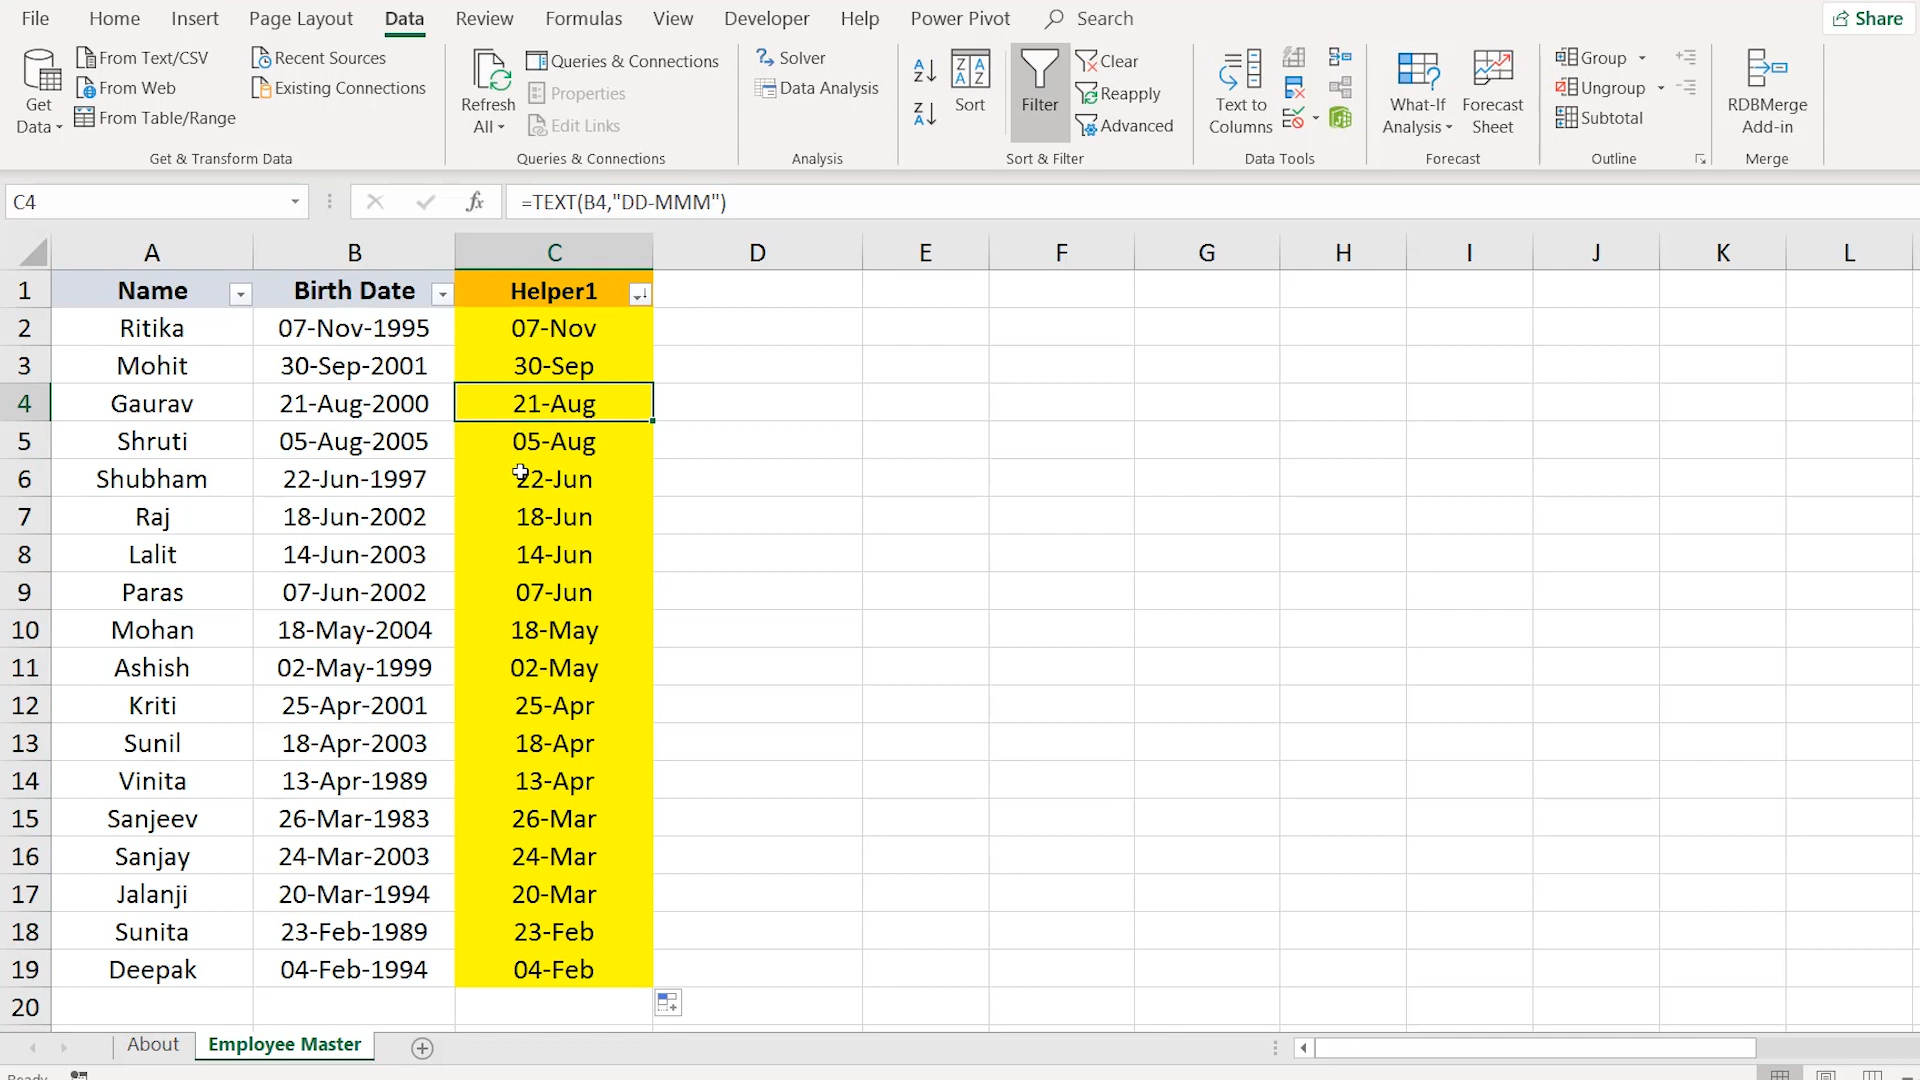 File Home Insert Page Layout Data Review Formulas View Developer Help Power Pivot Search Share
Get Data
From Text/CSV
From Web
From Table/Range
Recent Sources
Existing Connections
Get & Transform Data
Refresh All
Queries & Connections
Properties
Edit Links
Queries & Connections
Solver
Data Analysis
Analysis
Sort
Filter
Clear
Reapply
Advanced
Sort & Filter
Text to Columns
Data Tools
What-If Analysis
Forecast Sheet
Forecast
Group
Ungroup
Subtotal
Outline
RDBMerge Add-in
Merge
C4 fx =TEXT(B4,"DD-MMM")
A B C D E F G H I J K L
1 Name Birth Date Helper1
2 Ritika 07-Nov-1995 07-Nov
3 Mohit 30-Sep-2001 30-Sep
4 Gaurav 21-Aug-2000 21-Aug
5 Shruti 05-Aug-2005 05-Aug
6 Shubham 22-Jun-1997 22-Jun
7 Raj 18-Jun-2002 18-Jun
8 Lalit 14-Jun-2003 14-Jun
9 Paras 07-Jun-2002 07-Jun
10 Mohan 18-May-2004 18-May
11 Ashish 02-May-1999 02-May
12 Kriti 25-Apr-2001 25-Apr
13 Sunil 18-Apr-2003 18-Apr
14 Vinita 13-Apr-1989 13-Apr
15 Sanjeev 26-Mar-1983 26-Mar
16 Sanjay 24-Mar-2003 24-Mar
17 Jalanji 20-Mar-1994 20-Mar
18 Sunita 23-Feb-1989 23-Feb
19 Deepak 04-Feb-1994 04-Feb
20
About Employee Master
Ready